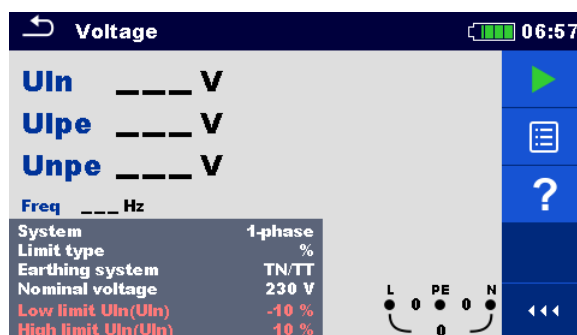 Voltage 06:57
Uln ___ V
Ulpe ___ V
Unpe ___ V
Freq ___ Hz
?
System 1-phase
Limit type %
Earthing system TN/TT
Nominal voltage 230 V
Low limit Uln(Uln) -10 %
High limit Uln(Uln) 10 %
L PE N
0 0
0